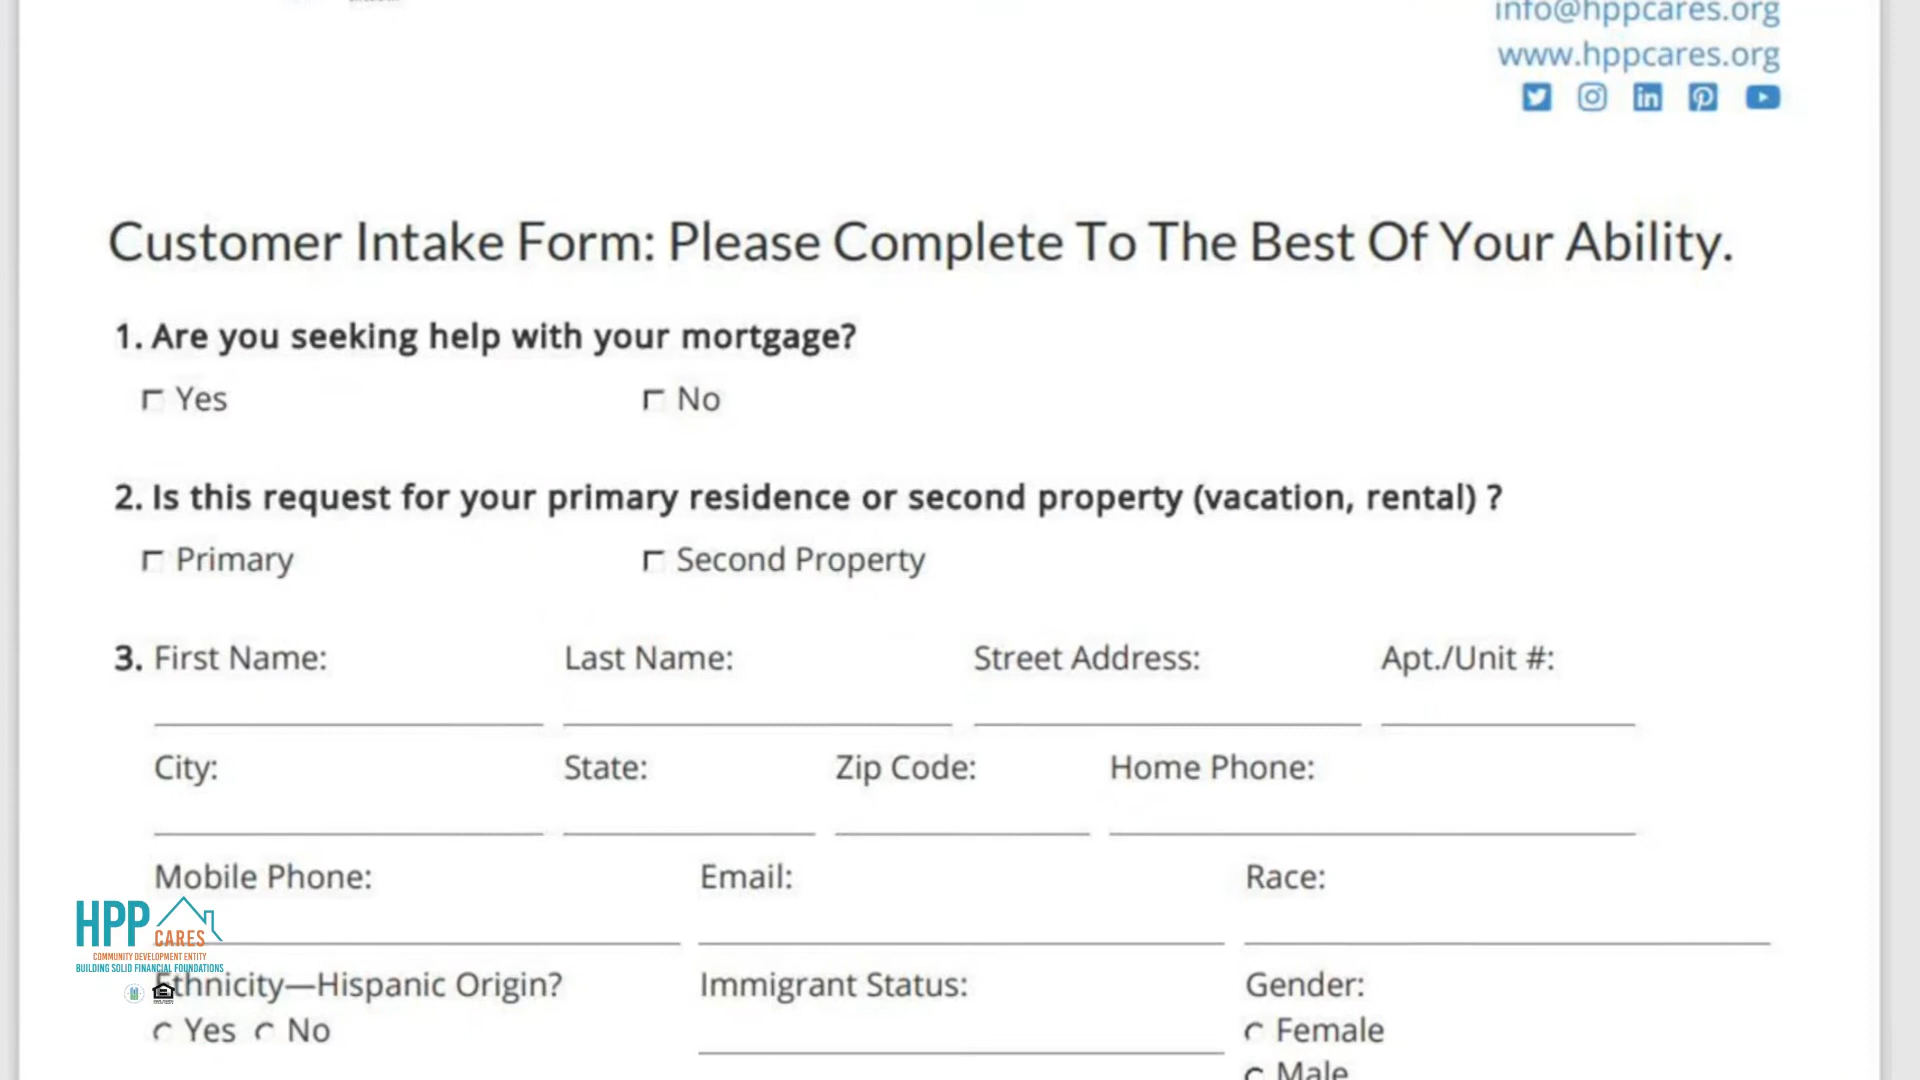 info@hppcares.org
www.hppcares.org
Customer Intake Form: Please Complete To The Best Of Your Ability.
1. Are you seeking help with your mortgage?
Yes No
2. Is this request for your primary residence or second property (vacation, rental) ?
Primary Second Property
3. First Name: Last Name: Street Address: Apt./Unit #:
City: State: Zip Code: Home Phone:
Mobile Phone: Email: Race:
HPP CARES
COMMUNITY DEVELOPMENT ENTITY
BUILDING SOLID FINANCIAL FOUNDATIONS
Ethnicity—Hispanic Origin? Immigrant Status: Gender:
Yes No Female
Male